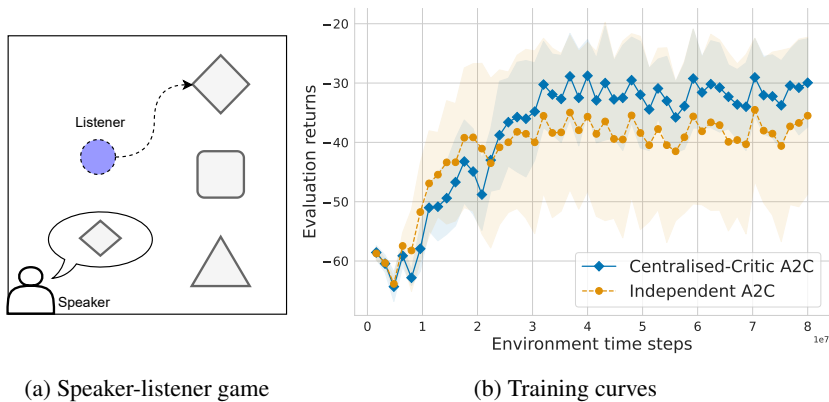 Listener
Speaker
Evaluation returns
−20
−30
−40
−50
−60
Centralised-Critic A2C
Independent A2C
0 1 2 3 4 5 6 7 8
1e7
Environment time steps
(a) Speaker-listener game
(b) Training curves